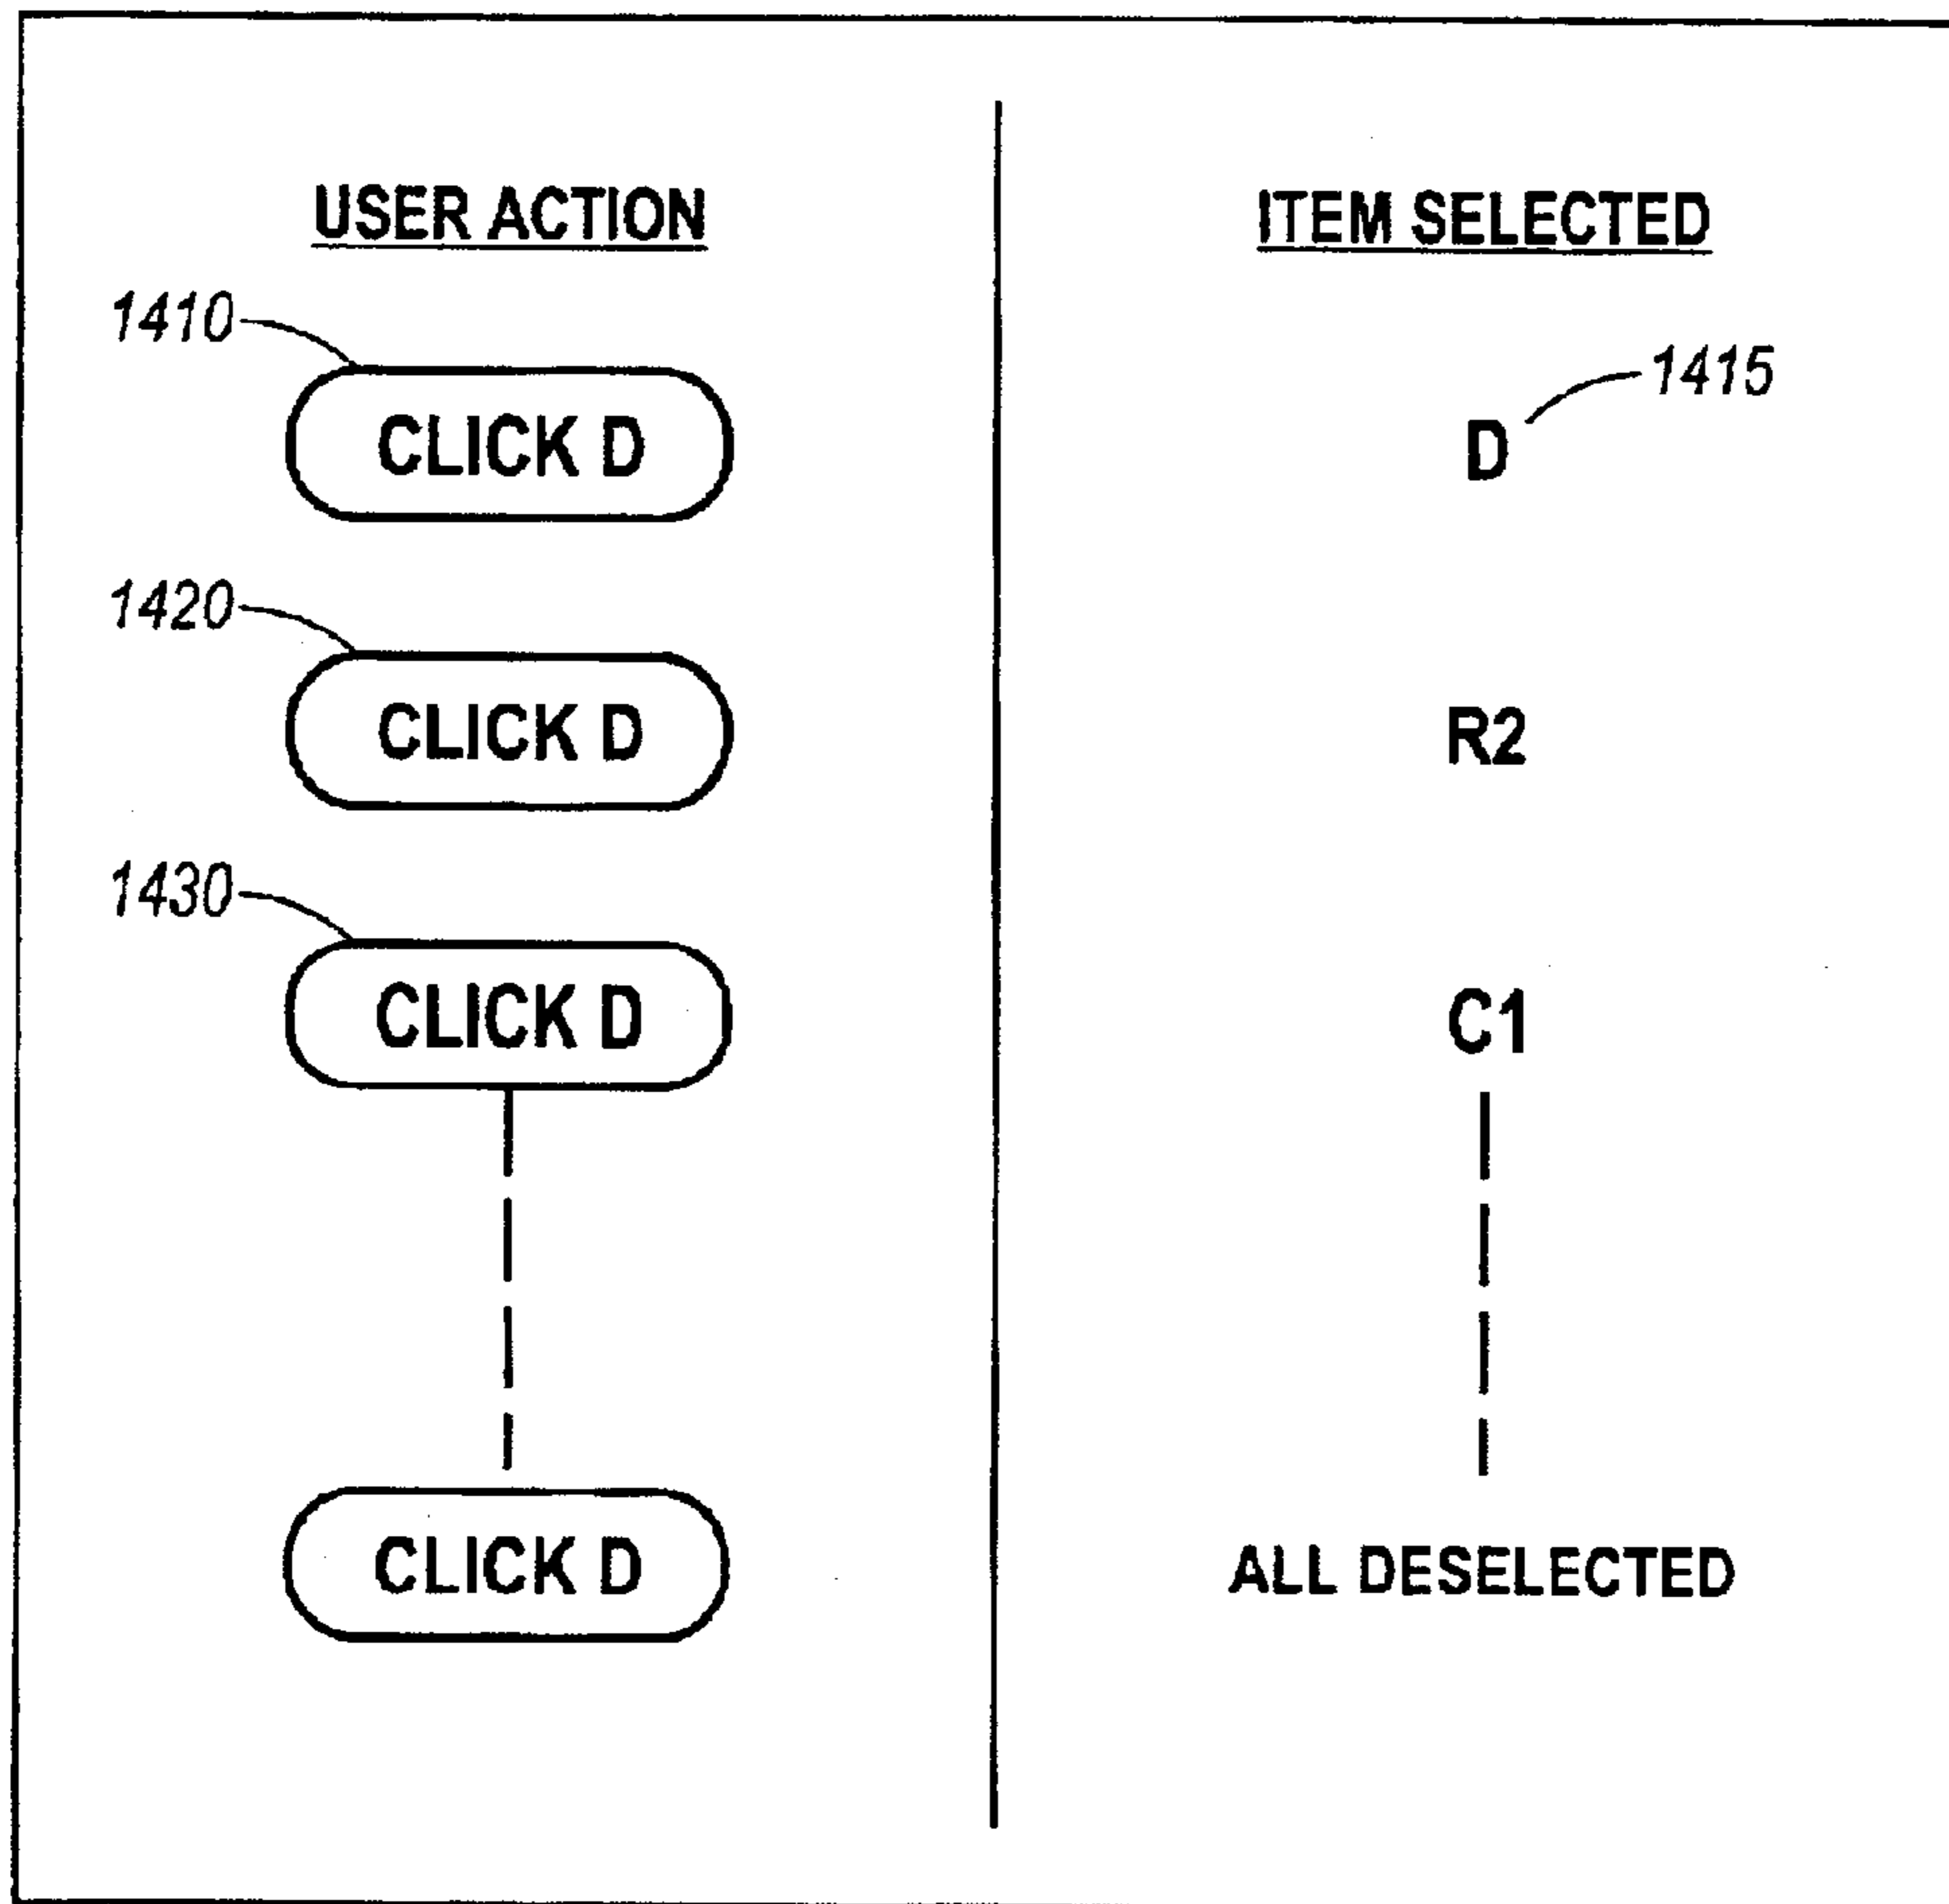 USER ACTION
ITEM SELECTED
1410
CLICK D
D
1415
1420
CLICK D
R2
1430
CLICK D
C1
CLICK D
ALL DESELECTED